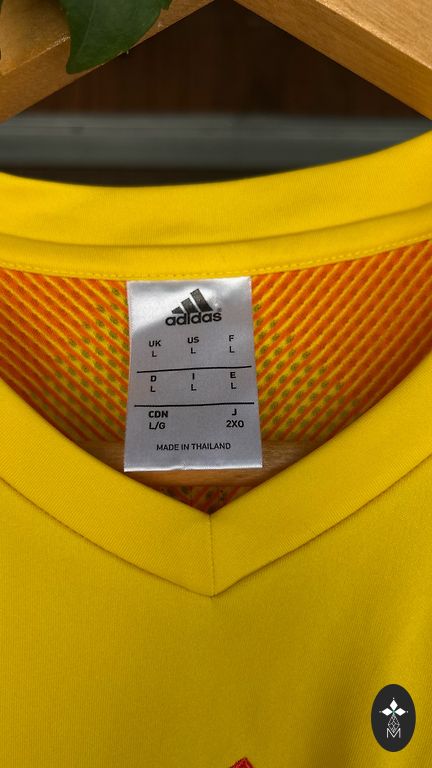 adidas
UK US F
L L L
D I E
L L L
CDN J
L/G 2XO
MADE IN THAILAND
M